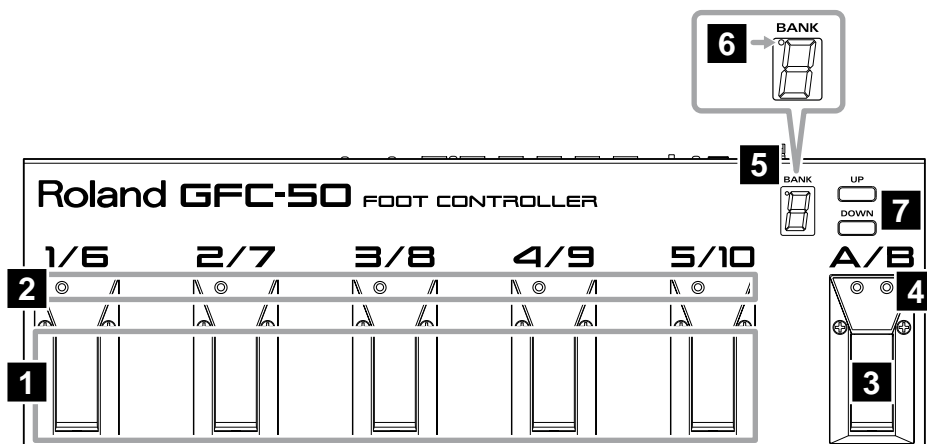 BANK
6
5
BANK
UP
DOWN
7
Roland GFC-50 FOOT CONTROLLER
1/6 2/7 3/8 4/9 5/10 A/B
2
4
1
3